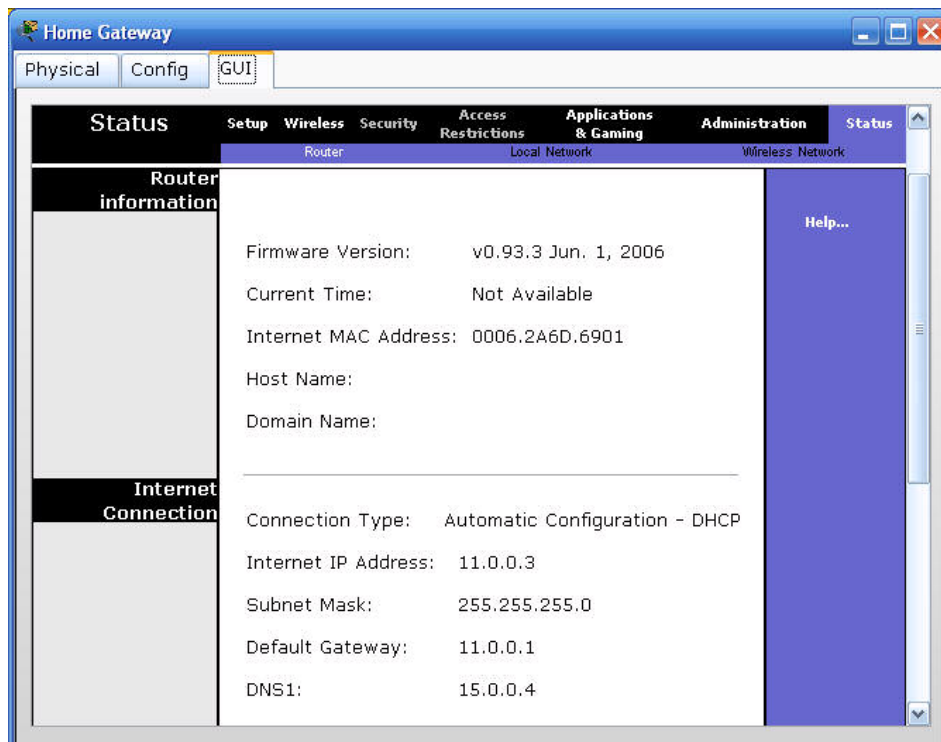 Home Gateway
Physical Config GUI
Status Setup Wireless Security Access Restrictions Applications & Gaming Administration Status
Router Local Network Wireless Network
Router information
Help...
Firmware Version: v0.93.3 Jun. 1, 2006
Current Time: Not Available
Internet MAC Address: 0006.2A6D.6901
Host Name:
Domain Name:
Internet Connection
Connection Type: Automatic Configuration - DHCP
Internet IP Address: 11.0.0.3
Subnet Mask: 255.255.255.0
Default Gateway: 11.0.0.1
DNS1: 15.0.0.4